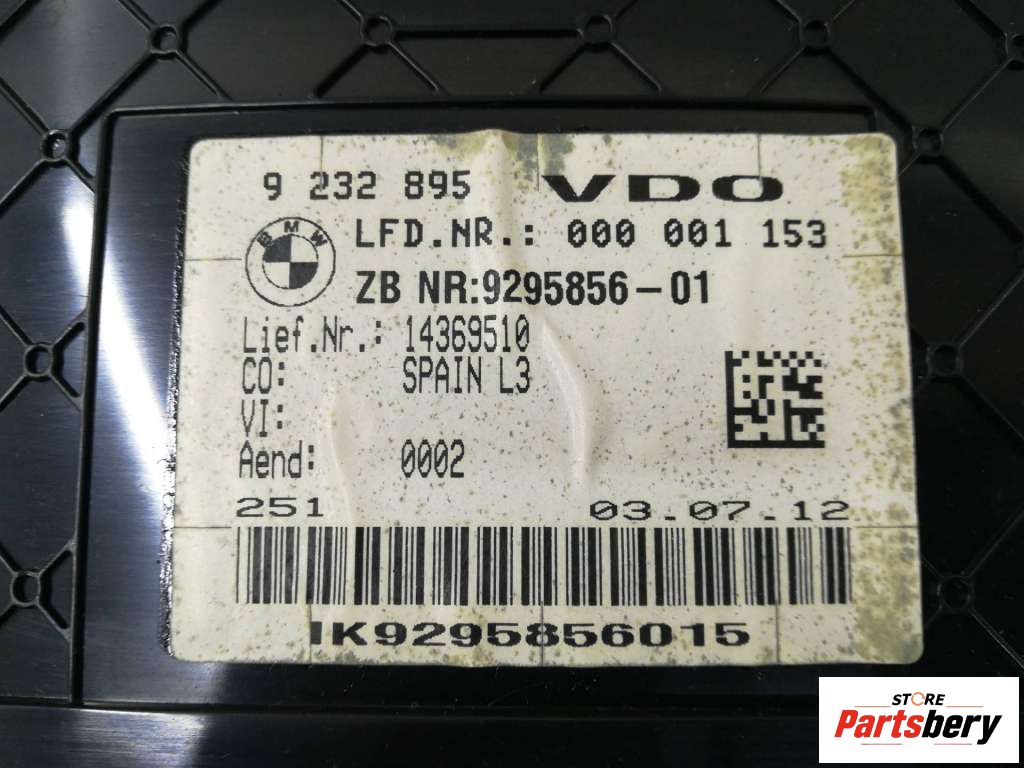 9 232 895 VDO
BMW
LFD.NR.: 000 001 153
ZB NR:9295856-01
Lief.Nr.: 14369510
CO: SPAIN L3
VI:
Aend: 0002
251 03.07.12
IK9295856015
STORE
Partsbery